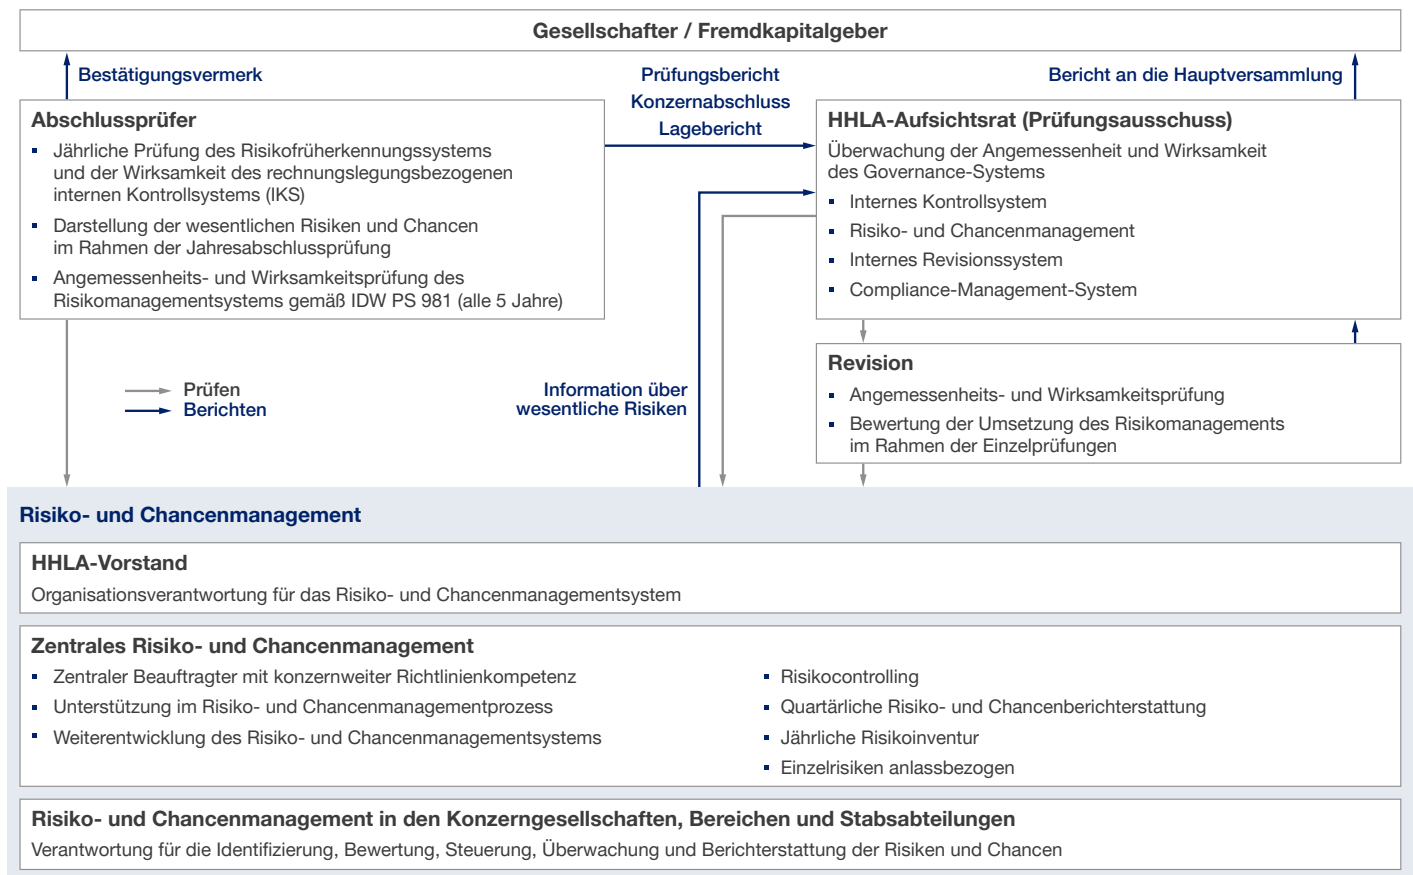 Gesellschafter / Fremdkapitalgeber
Bestätigungsvermerk
Prüfungsbericht
Konzernabschluss
Lagebericht
Bericht an die Hauptversammlung
Abschlussprüfer
▪ Jährliche Prüfung des Risikofrüherkennungssystems
und der Wirksamkeit des rechnungslegungsbezogenen
internen Kontrollsystems (IKS)
▪ Darstellung der wesentlichen Risiken und Chancen
im Rahmen der Jahresabschlussprüfung
▪ Angemessenheits- und Wirksamkeitsprüfung des
Risikomanagementsystems gemäß IDW PS 981 (alle 5 Jahre)
HHLA-Aufsichtsrat (Prüfungsausschuss)
Überwachung der Angemessenheit und Wirksamkeit
des Governance-Systems
▪ Internes Kontrollsystem
▪ Risiko- und Chancenmanagement
▪ Internes Revisionssystem
▪ Compliance-Management-System
Revision
▪ Angemessenheits- und Wirksamkeitsprüfung
▪ Bewertung der Umsetzung des Risikomanagements
im Rahmen der Einzelprüfungen
Prüfen
Berichten
Information über
wesentliche Risiken
Risiko- und Chancenmanagement
HHLA-Vorstand
Organisationsverantwortung für das Risiko- und Chancenmanagementsystem
Zentrales Risiko- und Chancenmanagement
▪ Zentraler Beauftragter mit konzernweiter Richtlinienkompetenz
▪ Unterstützung im Risiko- und Chancenmanagementprozess
▪ Weiterentwicklung des Risiko- und Chancenmanagementsystems
▪ Risikocontrolling
▪ Quartärliche Risiko- und Chancenberichterstattung
▪ Jährliche Risikoinventur
▪ Einzelrisiken anlassbezogen
Risiko- und Chancenmanagement in den Konzerngesellschaften, Bereichen und Stabsabteilungen
Verantwortung für die Identifizierung, Bewertung, Steuerung, Überwachung und Berichterstattung der Risiken und Chancen